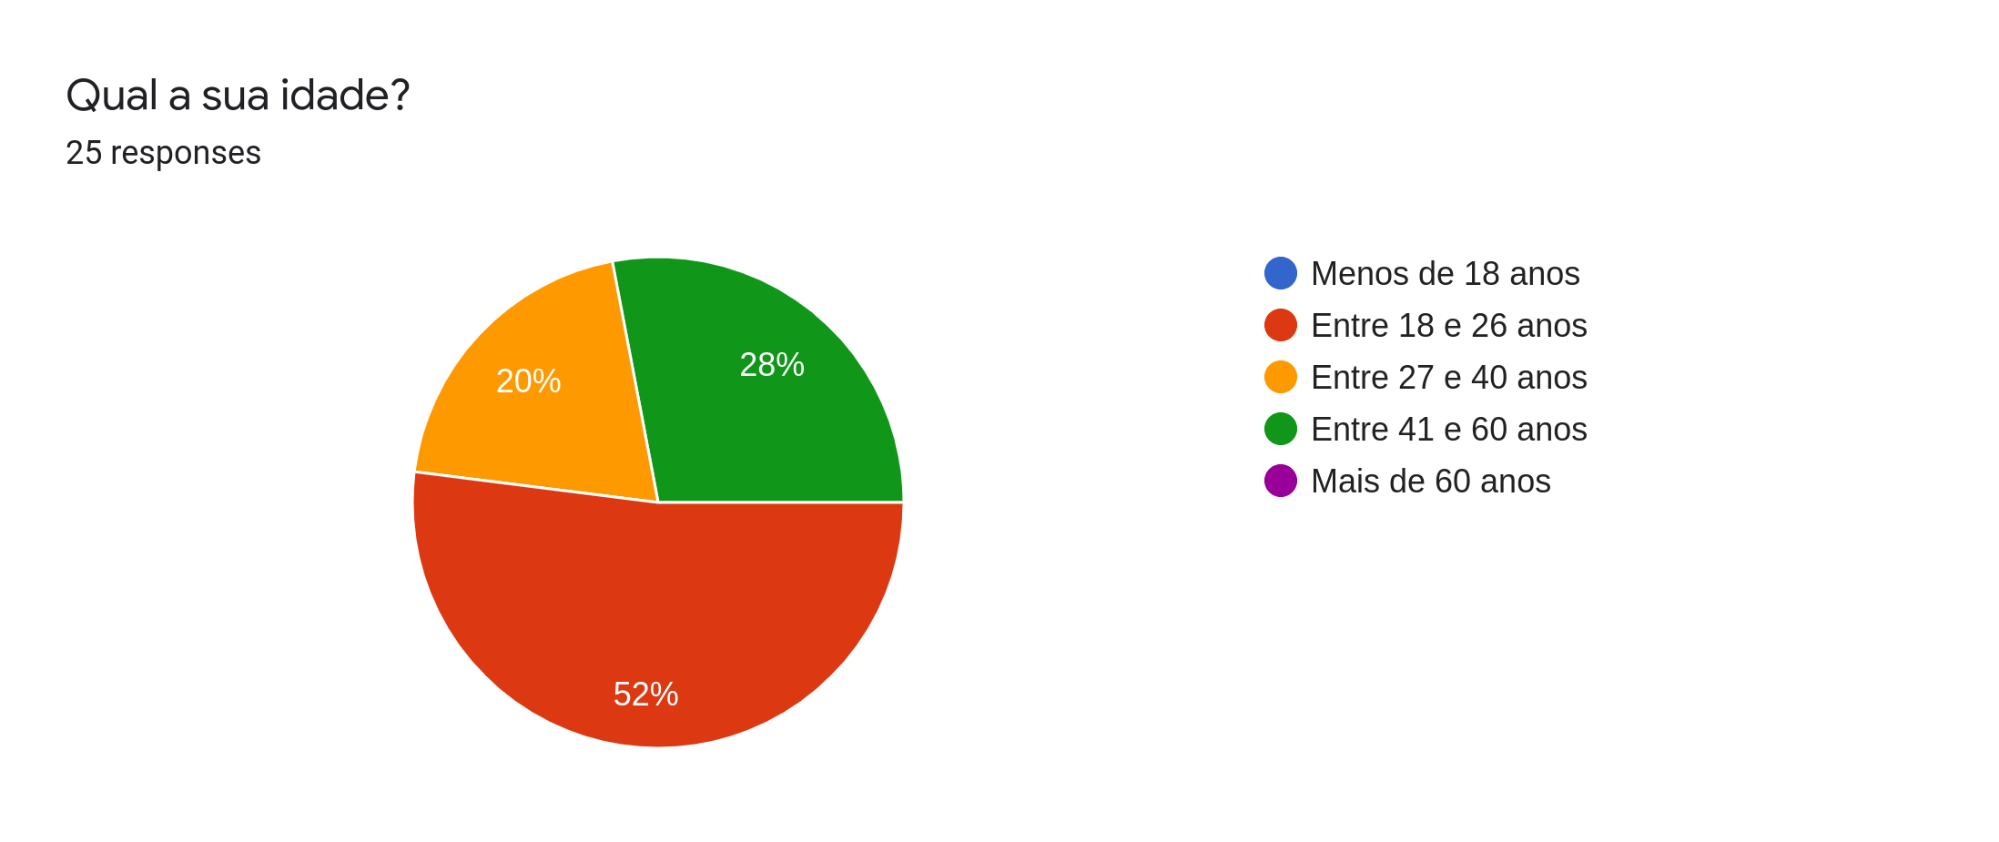 Qual a sua idade?
25 responses
28%
20%
52%
Menos de 18 anos
Entre 18 e 26 anos
Entre 27 e 40 anos
Entre 41 e 60 anos
Mais de 60 anos